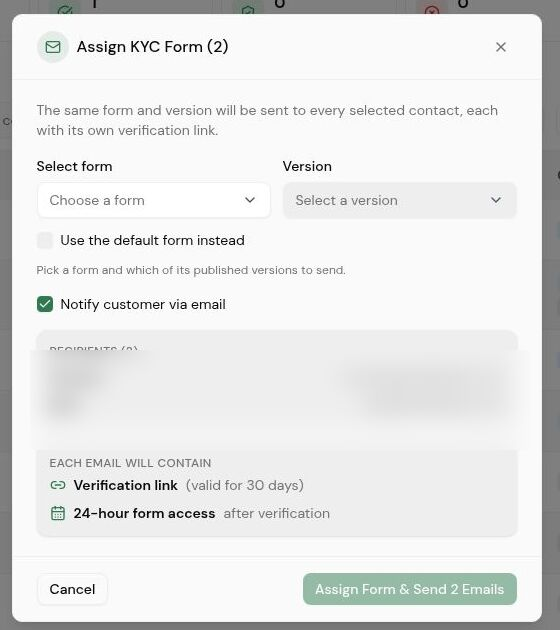 Assign KYC Form (2)
The same form and version will be sent to every selected contact, each
with its own verification link.
Select form
Version
Choose a form
Select a version
Use the default form instead
Pick a form and which of its published versions to send.
Notify customer via email
RECIPIENTS (2)
EACH EMAIL WILL CONTAIN
Verification link (valid for 30 days)
24-hour form access after verification
Cancel
Assign Form & Send 2 Emails